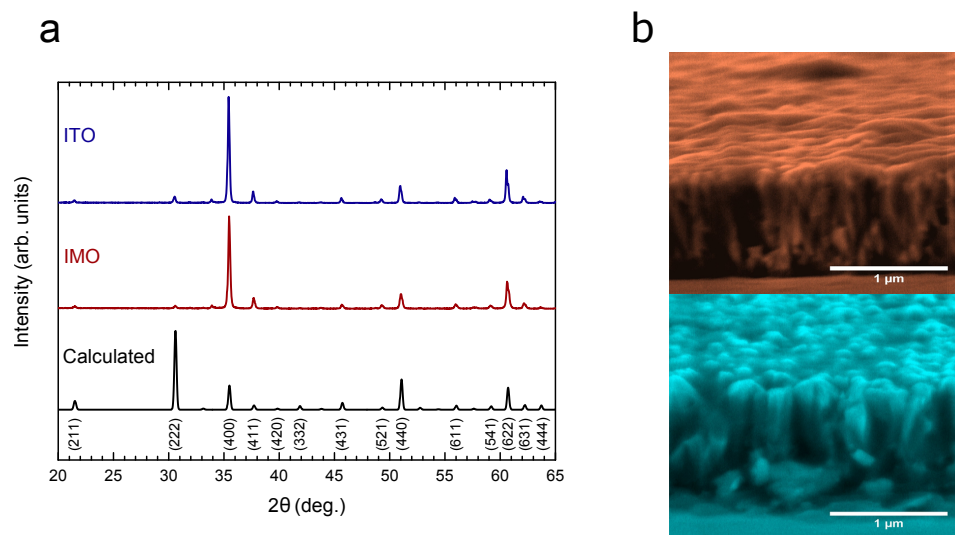 a
b
ITO
IMO
Calculated
Intensity (arb. units)
(211)
(222)
(400)
(411)
(420)
(332)
(431)
(521)
(440)
(611)
(541)
(622)
(631)
(444)
20 25 30 35 40 45 50 55 60 65
2θ (deg.)
1 µm
1 µm